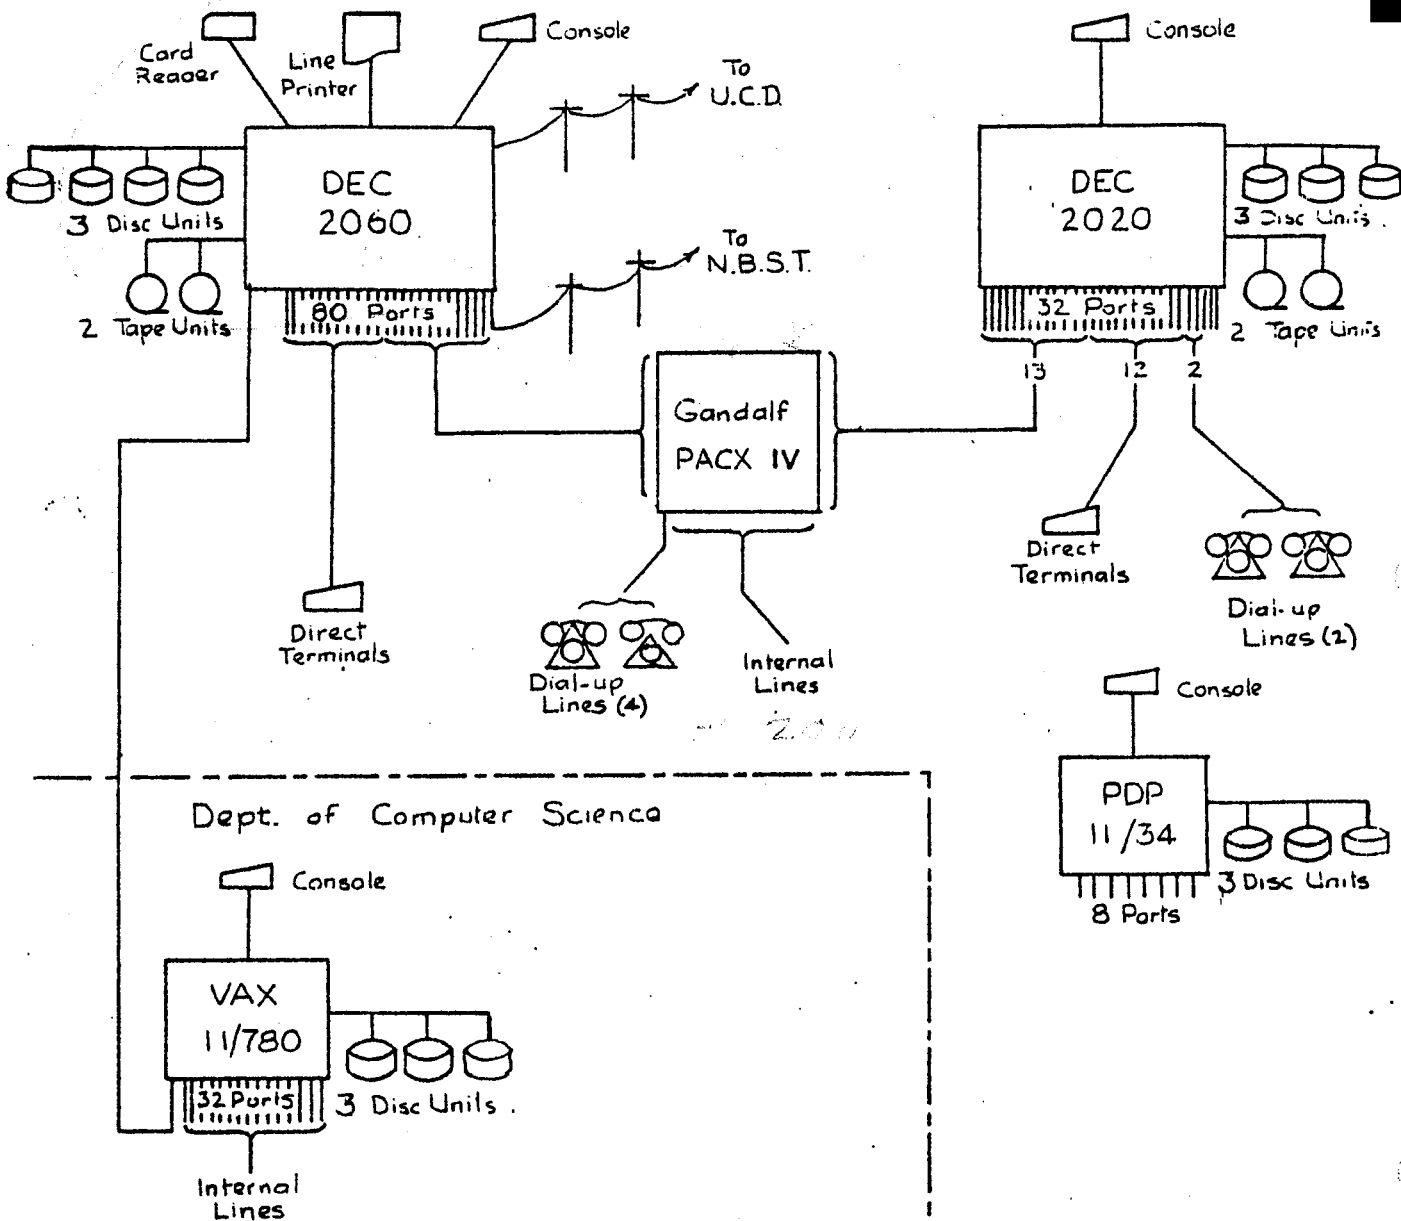 Card
Reader
Line
Printer
Console
To
U.C.D.
Console
DEC
2060
3 Disc Units
To
N.B.S.T.
2 Tape Units
80 Ports
DEC
2020
3 Disc Units.
32 Ports
2 Tape Units
13 12 2
Gandalf
PACX IV
Direct
Terminals
Dial-up
Lines (4)
Internal
Lines
Direct
Terminals
Dial-up
Lines (2)
Console
PDP
11/34
3 Disc Units
8 Ports
Dept. of Computer Science
Console
VAX
11/780
32 Ports
3 Disc Units.
Internal
Lines